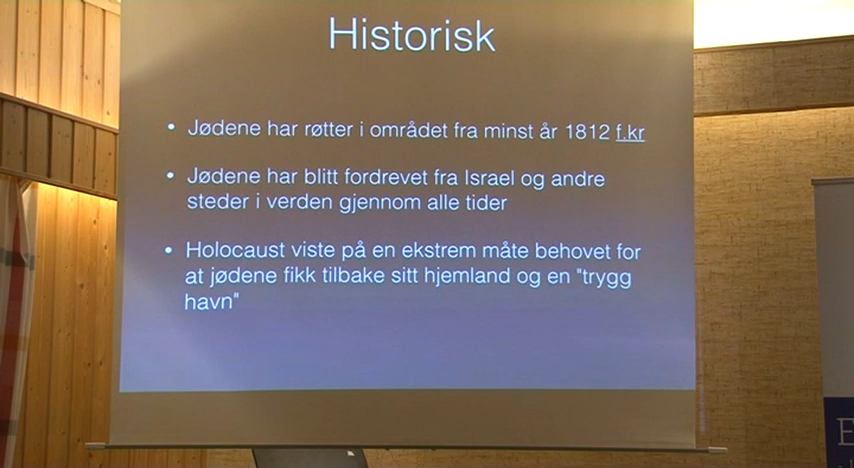 Historisk
• Jødene har røtter i området fra minst år 1812 f.kr
• Jødene har blitt fordrevet fra Israel og andre
steder i verden gjennom alle tider
• Holocaust viste på en ekstrem måte behovet for
at jødene fikk tilbake sitt hjemland og en "trygg
havn"